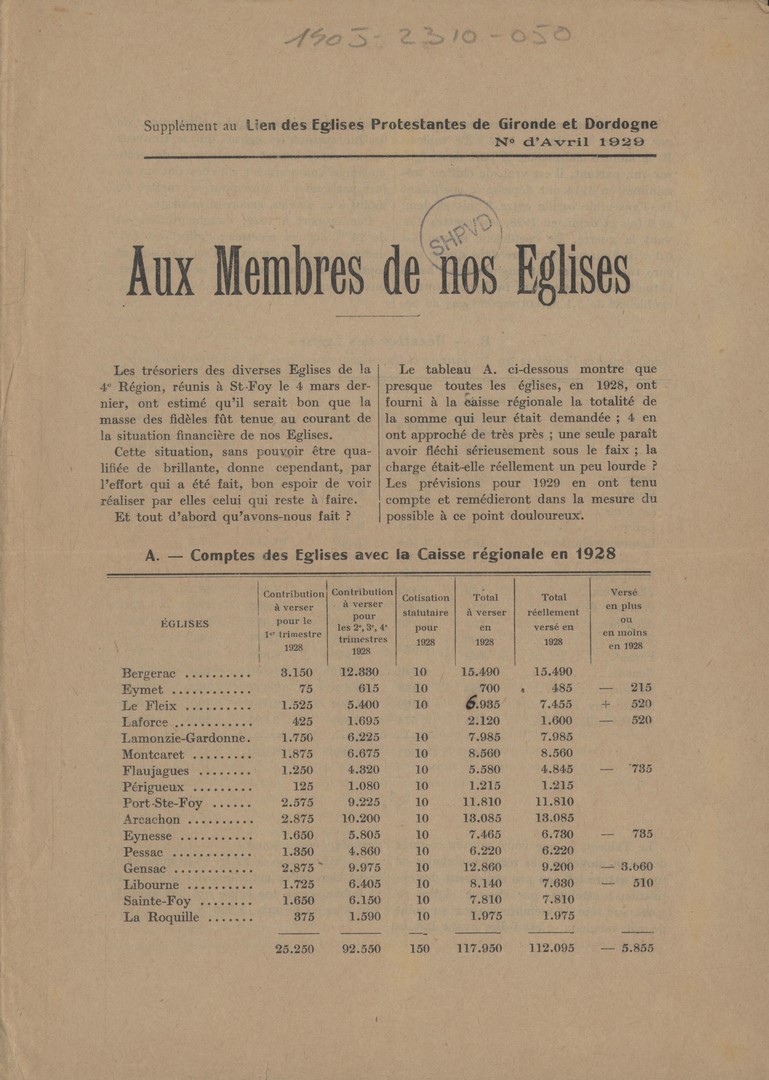 1905-2310-050
Supplément au Lien des Eglises Protestantes de Gironde et Dordogne
N° d'Avril 1929
SHPVD
Aux Membres de nos Eglises
Les trésoriers des diverses Eglises de la
4e Région, réunis à St-Foy le 4 mars der-
nier, ont estimé qu'il serait bon que la
masse des fidèles fût tenue au courant de
la situation financière de nos Eglises.
Cette situation, sans pouvoir être qua-
lifiée de brillante, donne cependant, par
l'effort qui a été fait, bon espoir de voir
réaliser par elles celui qui reste à faire.
Et tout d'abord qu'avons-nous fait ?
Le tableau A. ci-dessous montre que
presque toutes les églises, en 1928, ont
fourni à la caisse régionale la totalité de
la somme qui leur était demandée ; 4 en
ont approché de très près ; une seule paraît
avoir fléchi sérieusement sous le faix ; la
charge était-elle réellement un peu lourde ?
Les prévisions pour 1929 en ont tenu
compte et remédieront dans la mesure du
possible à ce point douloureux.
A. — Comptes des Eglises avec la Caisse régionale en 1928
ÉGLISES
Contribution
à verser
pour le
1er trimestre
1928
Contribution
à verser
pour
les 2e, 3e, 4e
trimestres
1928
Cotisation
statutaire
pour
1928
Total
à verser
en
1928
Total
réellement
versé en
1928
Versé
en plus
ou
en moins
en 1928
Bergerac .......... 3.150 12.330 10 15.490 15.490
Eymet ............ 75 615 10 700 485 — 215
Le Fleix .......... 1.525 5.400 10 6.935 7.455 + 520
Laforce ........... 425 1.695 2.120 1.600 — 520
Lamonzie-Gardonne. 1.750 6.225 10 7.985 7.985
Montcaret ......... 1.875 6.675 10 8.560 8.560
Flaujagues ........ 1.250 4.320 10 5.580 4.845 — 735
Périgueux ......... 125 1.080 10 1.215 1.215
Port-Ste-Foy ...... 2.575 9.225 10 11.810 11.810
Arcachon .......... 2.875 10.200 10 13.085 13.085
Eynesse ........... 1.650 5.805 10 7.465 6.730 — 735
Pessac ............ 1.350 4.860 10 6.220 6.220
Gensac ............ 2.875 9.975 10 12.860 9.200 — 3.660
Libourne .......... 1.725 6.405 10 8.140 7.630 — 510
Sainte-Foy ........ 1.650 6.150 10 7.810 7.810
La Roquille ....... 375 1.590 10 1.975 1.975
25.250 92.550 150 117.950 112.095 — 5.855